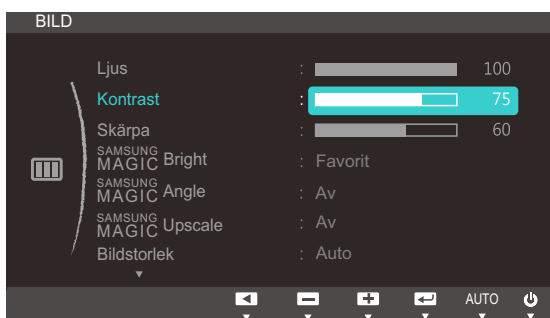 BILD
Ljus : 100
Kontrast : 75
Skärpa : 60
SAMSUNG MAGIC Bright : Favorit
SAMSUNG MAGIC Angle : Av
SAMSUNG MAGIC Upscale : Av
Bildstorlek : Auto
AUTO